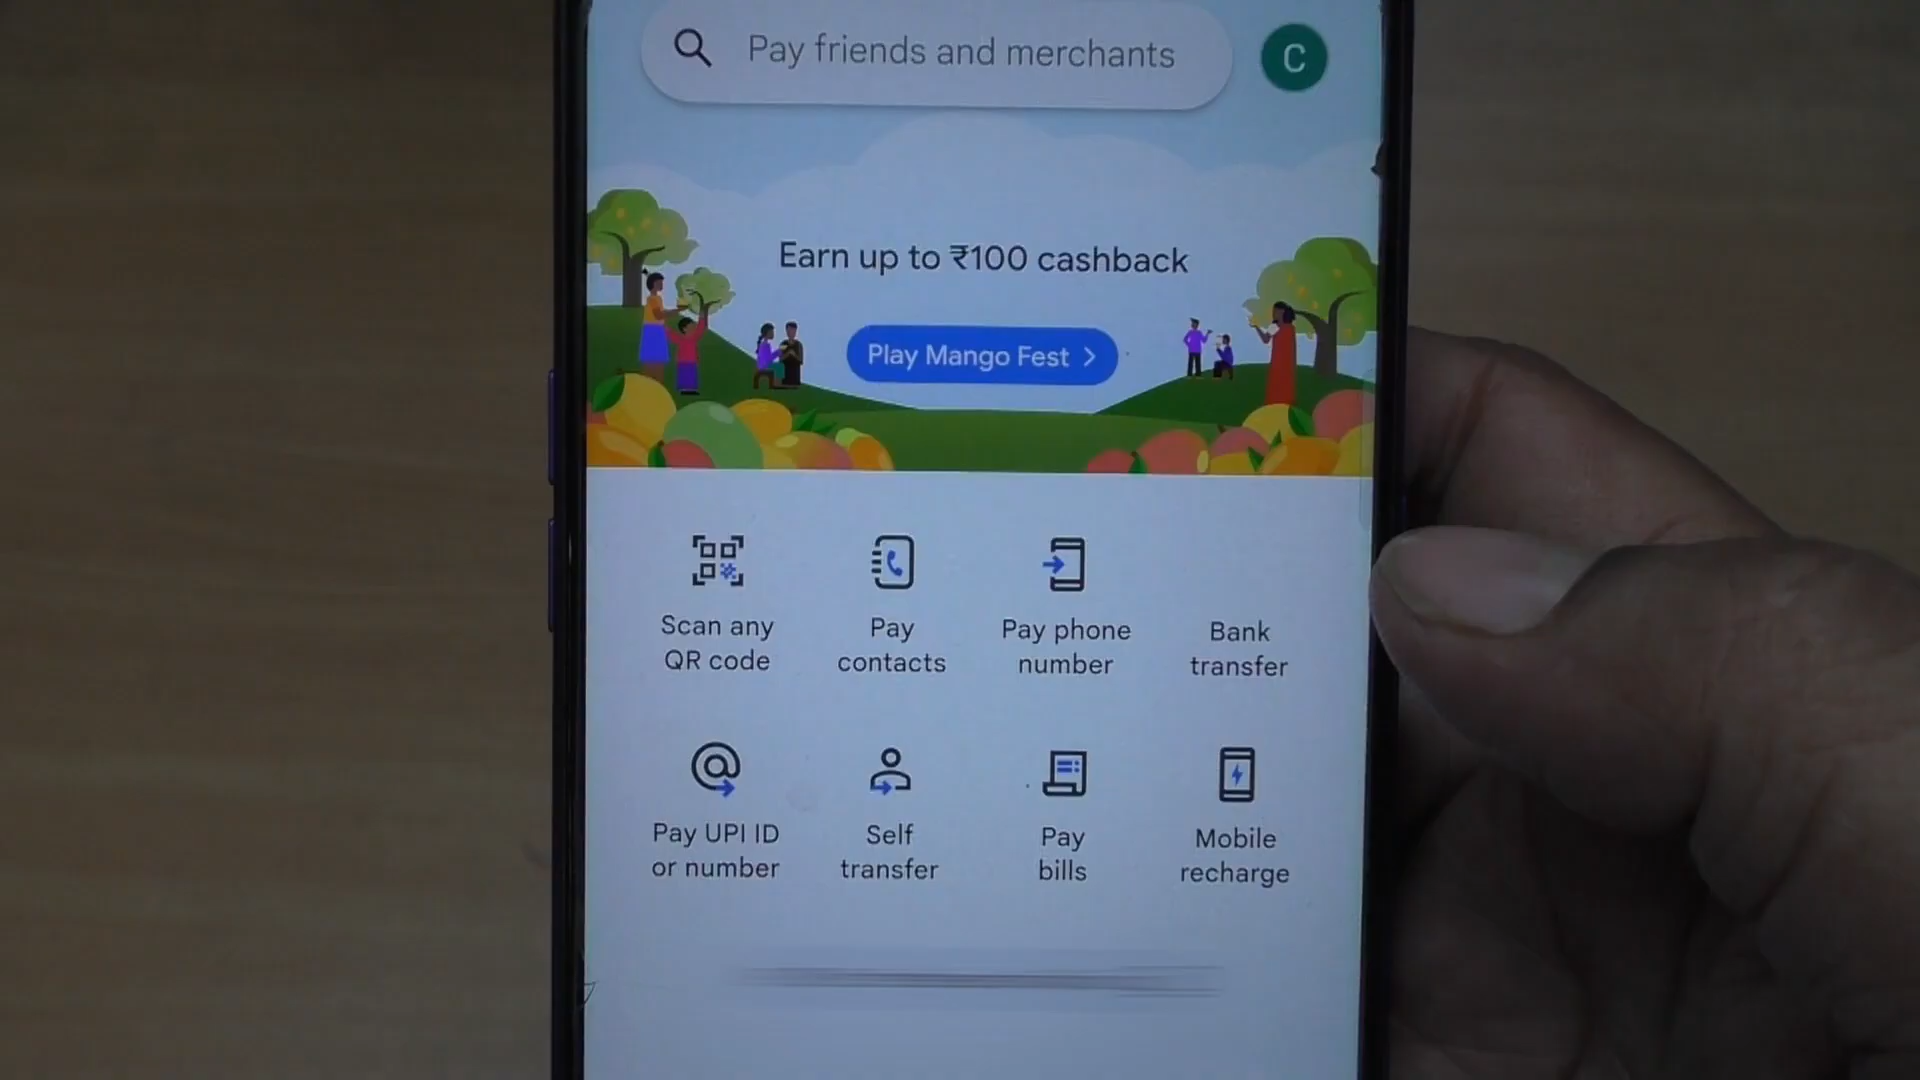 Pay friends and merchants
C
Earn up to ₹100 cashback
Play Mango Fest
Scan any
QR code
Pay
contacts
Pay phone
number
Bank
transfer
Pay UPI ID
or number
Self
transfer
Pay
bills
Mobile
recharge